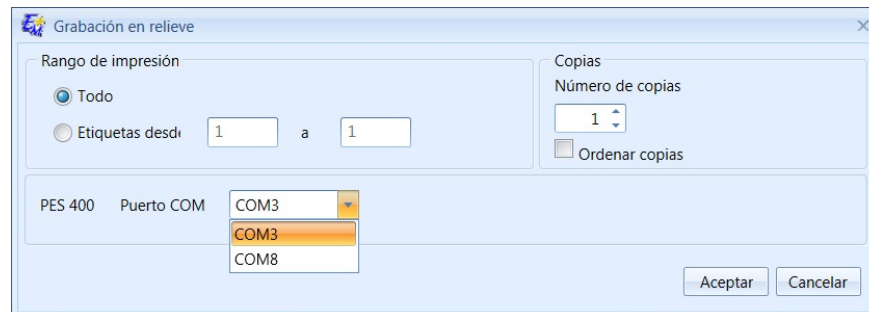 Grabación en relieve
Rango de impresión
Todo
Etiquetas desde 1 a 1
Copias
Número de copias
1
Ordenar copias
PES 400 Puerto COM COM3
COM3
COM8
Aceptar Cancelar